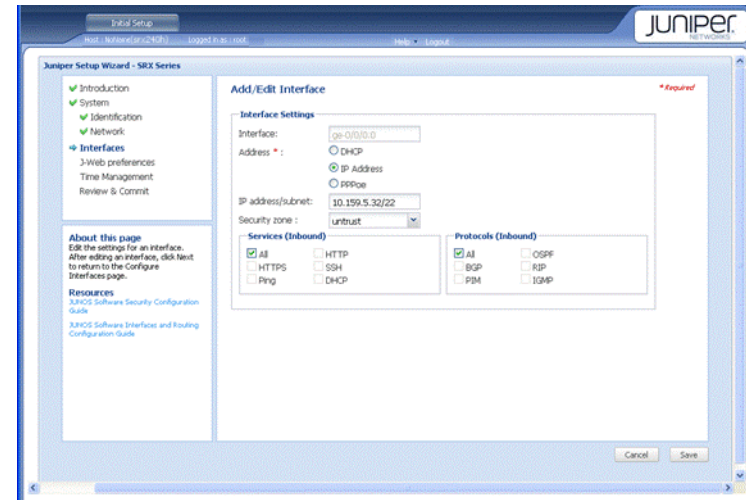 Initial Setup
Host : NoName(srx240h) Logged in as : root
Help • Logout
JUNIPER
NETWORKS
Juniper Setup Wizard - SRX Series
Introduction
System
Identification
Network
Interfaces
J-Web preferences
Time Management
Review & Commit
About this page
Edit the settings for an interface.
After editing an interface, click Next
to return to the Configure
Interfaces page.
Resources
JUNOS Software Security Configuration
Guide
JUNOS Software Interfaces and Routing
Configuration Guide
Add/Edit Interface
* Required
Interface Settings
Interface: ge-0/0/0.0
Address * : DHCP
IP Address
PPPoe
IP address/subnet: 10.159.5.32/22
Security zone : untrust
Services (Inbound)
All HTTP
HTTPS SSH
Ping DHCP
Protocols (Inbound)
All OSPF
BGP RIP
PIM IGMP
Cancel Save